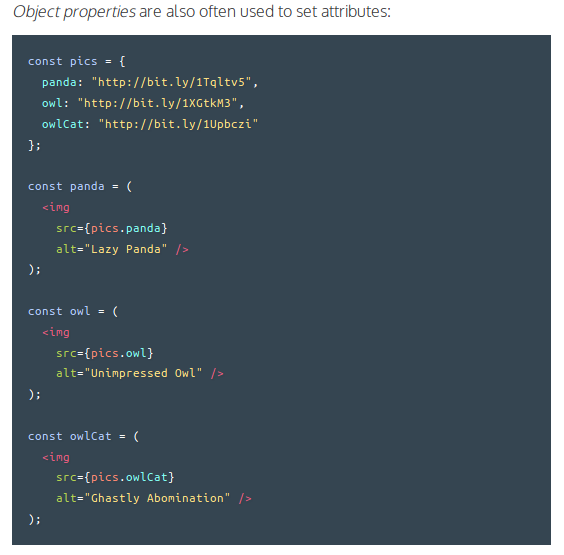 Object properties are also often used to set attributes:
const pics = {
  panda: "http://bit.ly/1Tqltv5",
  owl: "http://bit.ly/1XGtkM3",
  owlCat: "http://bit.ly/1Upbczi"
};
const panda = (
  <img
    src={pics.panda}
    alt="Lazy Panda" />
);
const owl = (
  <img
    src={pics.owl}
    alt="Unimpressed Owl" />
);
const owlCat = (
  <img
    src={pics.owlCat}
    alt="Ghastly Abomination" />
);